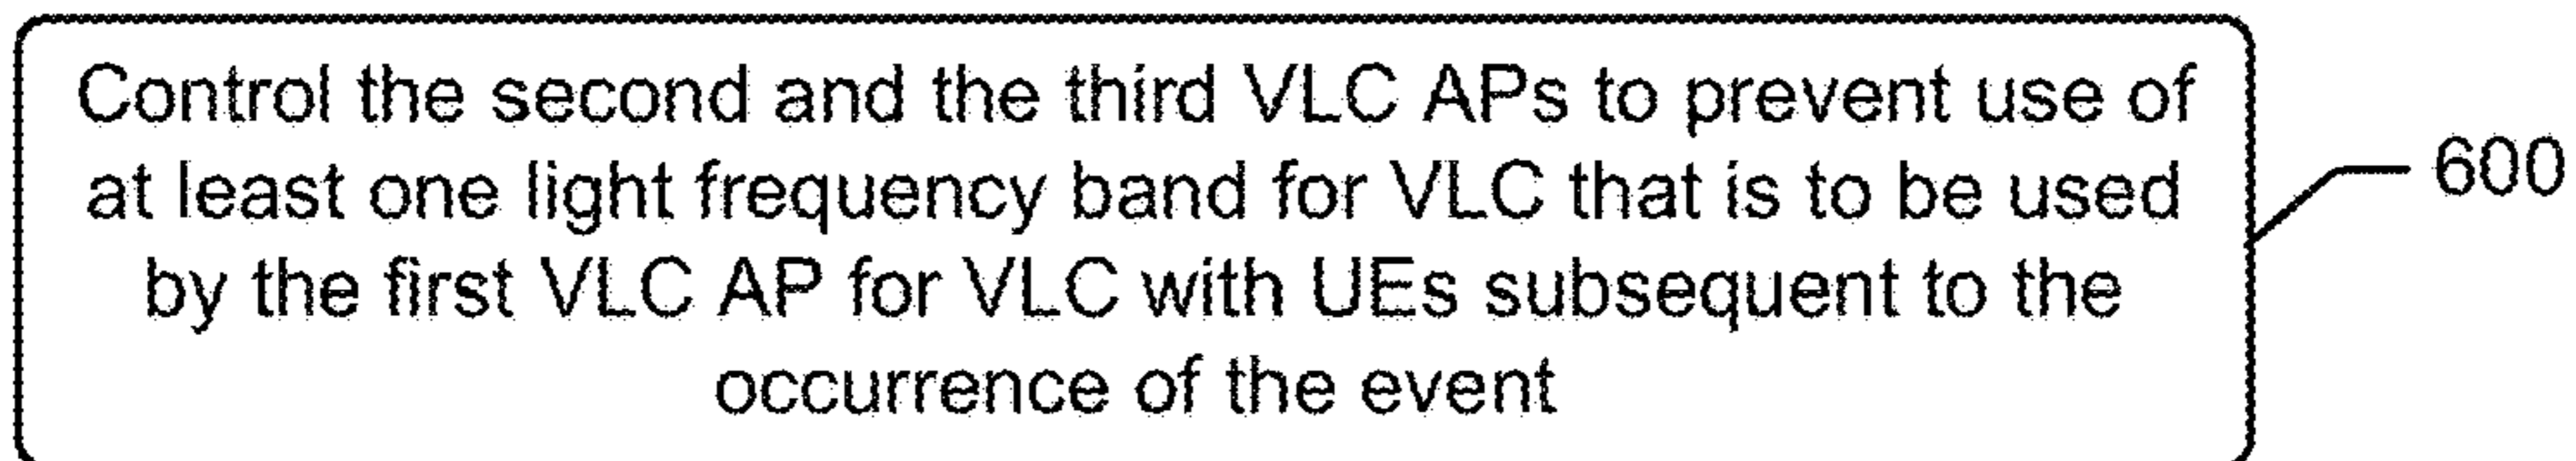 Control the second and the third VLC APs to prevent use of
at least one light frequency band for VLC that is to be used
by the first VLC AP for VLC with UEs subsequent to the
occurrence of the event
600